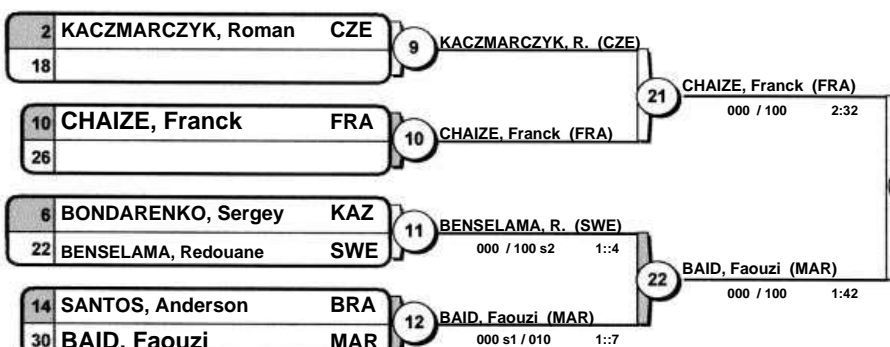 2 KACZMARCZYK, Roman CZE
18
9
KACZMARCZYK, R. (CZE)
10 CHAIZE, Franck FRA
26
10
CHAIZE, Franck (FRA)
21
CHAIZE, Franck (FRA)
000 / 100 2:32
6 BONDARENKO, Sergey KAZ
22 BENSELAMA, Redouane SWE
11
BENSELAMA, R. (SWE)
000 / 100 s2 1::4
14 SANTOS, Anderson BRA
30 BAID, Faouzi MAR
12
BAID, Faouzi (MAR)
000 s1 / 010 1::7
22
BAID, Faouzi (MAR)
000 / 100 1:42